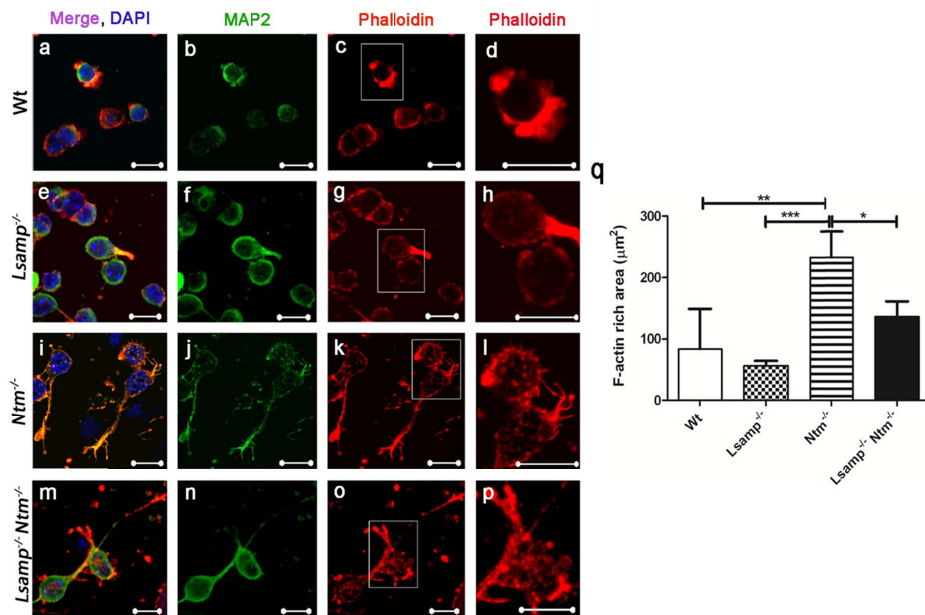 Merge, DAPI MAP2 Phalloidin Phalloidin
Wt
a b c d
Lsamp-/-
e f g h
Ntm-/-
i j k l
Lsamp-/- Ntm-/-
m n o p
q
**
*** *
F-actin rich area (μm²)
300
200
100
0
Wt
Lsamp-/-
Ntm-/-
Lsamp-/- Ntm-/-